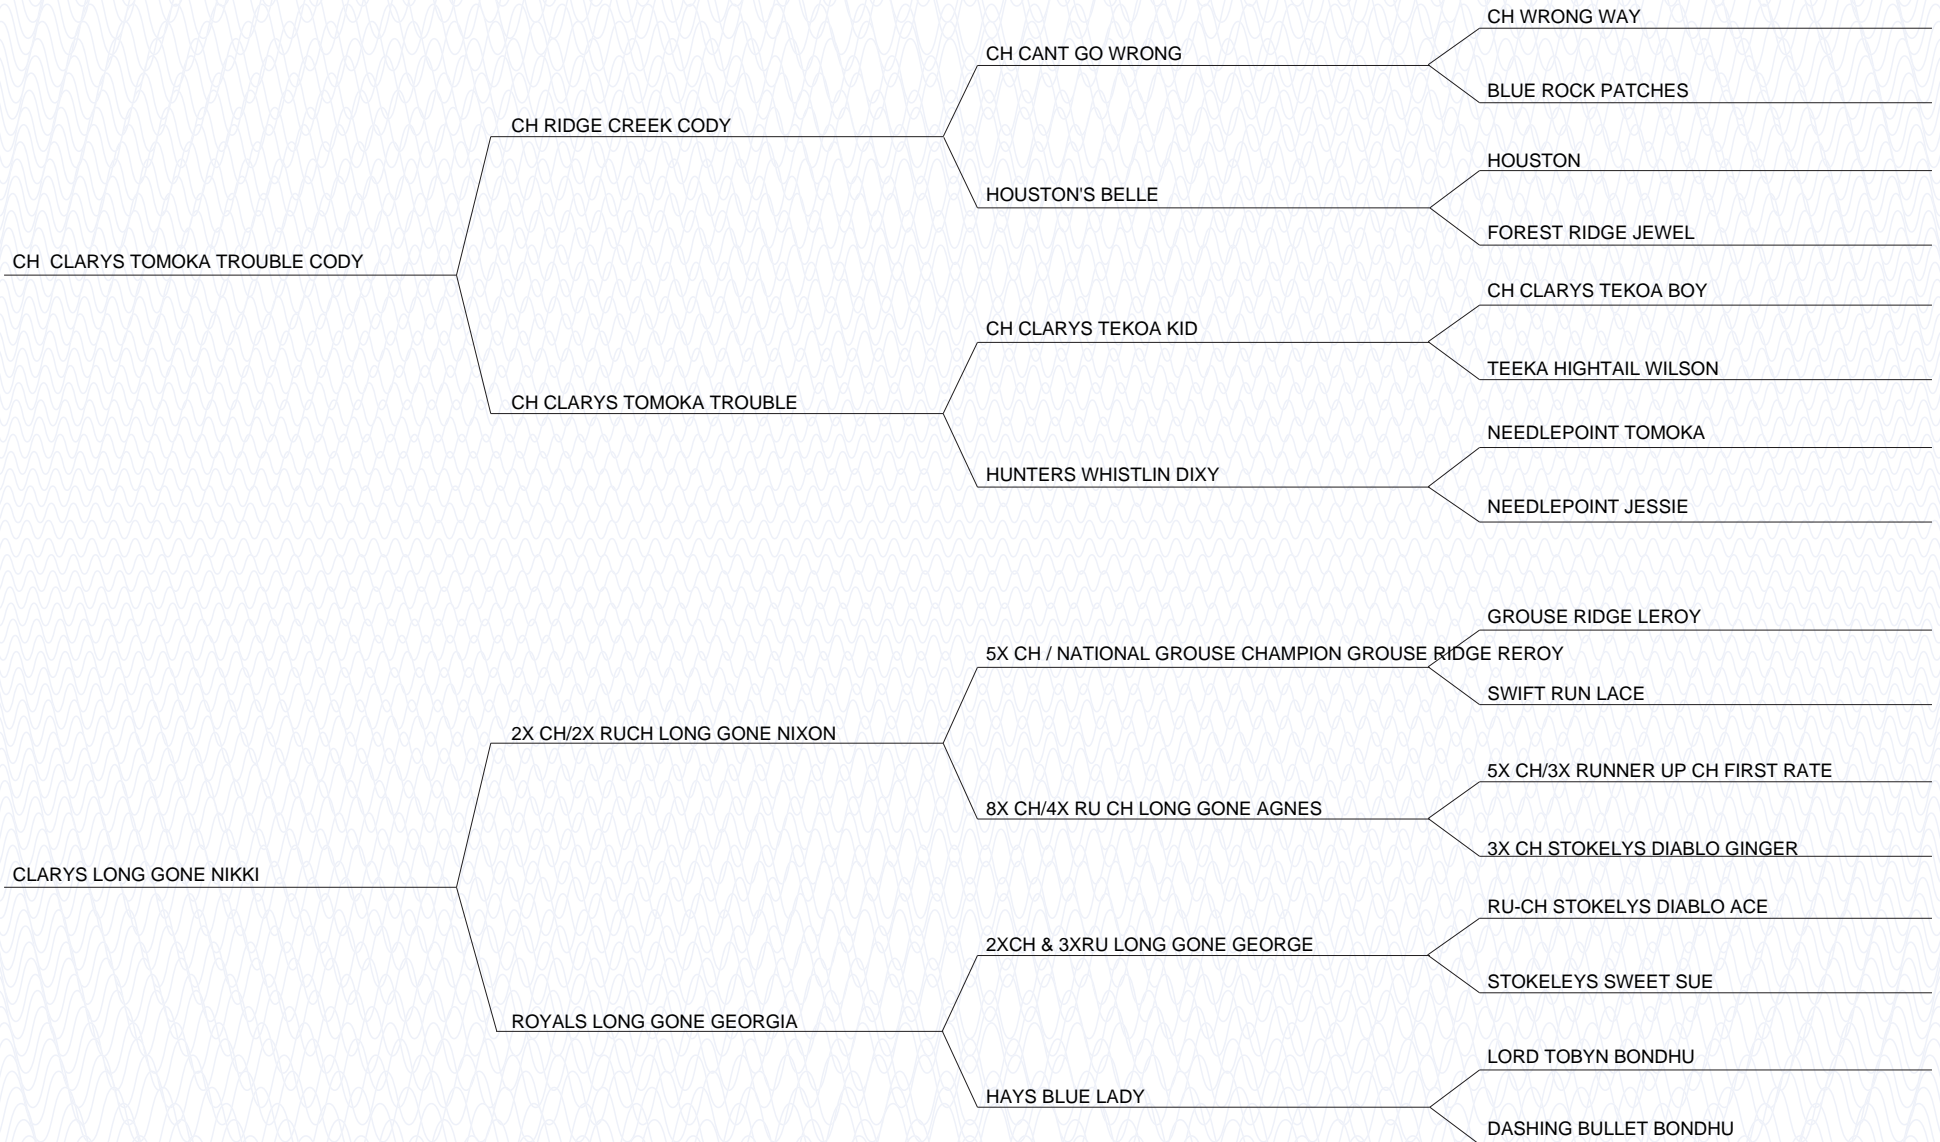 CH WRONG WAY
CH CANT GO WRONG
BLUE ROCK PATCHES
CH RIDGE CREEK CODY
HOUSTON
HOUSTON'S BELLE
FOREST RIDGE JEWEL
CH  CLARYS TOMOKA TROUBLE CODY
CH CLARYS TEKOA BOY
CH CLARYS TEKOA KID
TEEKA HIGHTAIL WILSON
CH CLARYS TOMOKA TROUBLE
NEEDLEPOINT TOMOKA
HUNTERS WHISTLIN DIXY
NEEDLEPOINT JESSIE
GROUSE RIDGE LEROY
5X CH / NATIONAL GROUSE CHAMPION GROUSE RIDGE REROY
SWIFT RUN LACE
2X CH/2X RUCH LONG GONE NIXON
5X CH/3X RUNNER UP CH FIRST RATE
8X CH/4X RU CH LONG GONE AGNES
3X CH STOKELYS DIABLO GINGER
CLARYS LONG GONE NIKKI
RU-CH STOKELYS DIABLO ACE
2XCH & 3XRU LONG GONE GEORGE
STOKELEYS SWEET SUE
ROYALS LONG GONE GEORGIA
LORD TOBYN BONDHU
HAYS BLUE LADY
DASHING BULLET BONDHU